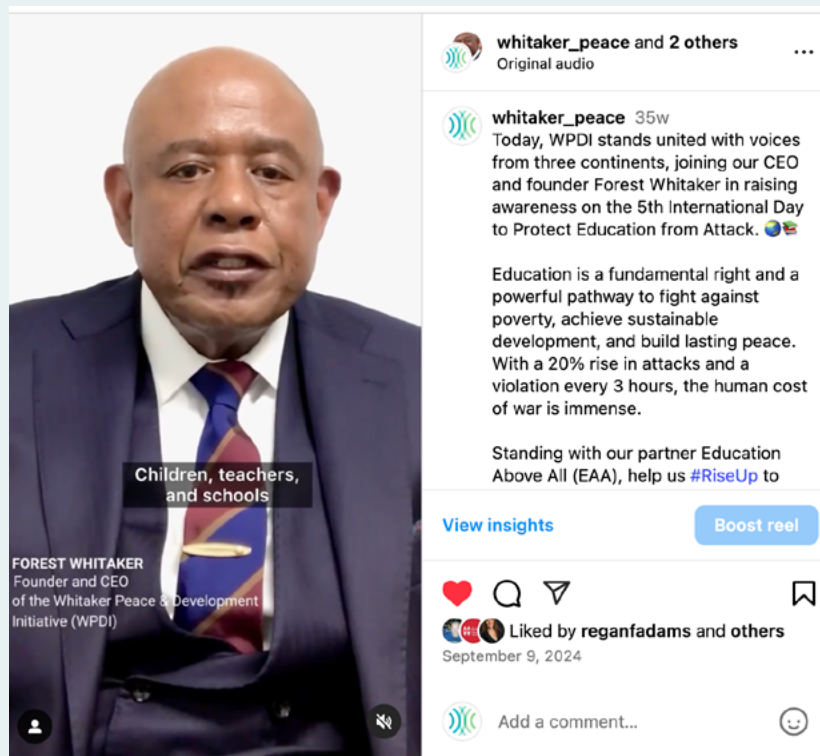 Children, teachers,
and schools
FOREST WHITAKER
Founder and CEO
of the Whitaker Peace & Development
Initiative (WPDI)
whitaker_peace and 2 others
Original audio
whitaker_peace 35w
Today, WPDI stands united with voices
from three continents, joining our CEO
and founder Forest Whitaker in raising
awareness on the 5th International Day
to Protect Education from Attack. 🌏📚
Education is a fundamental right and a
powerful pathway to fight against
poverty, achieve sustainable
development, and build lasting peace.
With a 20% rise in attacks and a
violation every 3 hours, the human cost
of war is immense.
Standing with our partner Education
Above All (EAA), help us #RiseUp to
View insights
Boost reel
Liked by reganfadams and others
September 9, 2024
Add a comment...